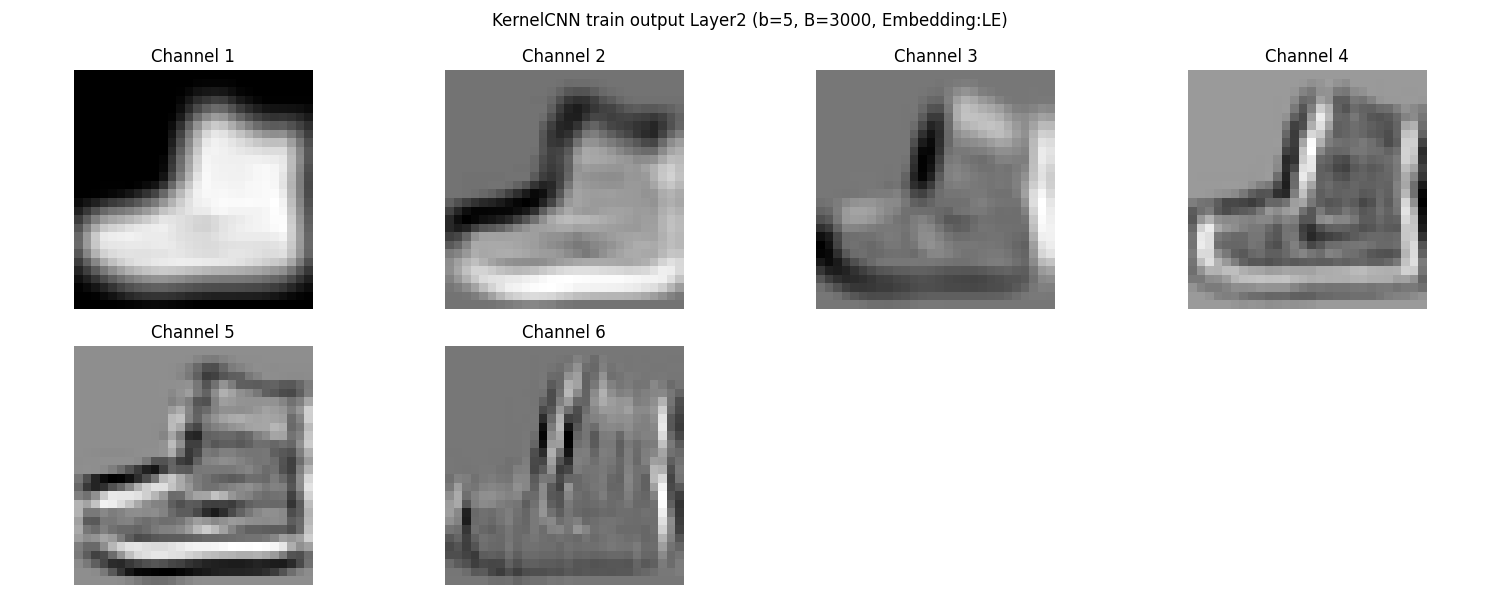 KernelCNN train output Layer2 (b=5, B=3000, Embedding:LE)
Channel 1
Channel 2
Channel 3
Channel 4
Channel 5
Channel 6